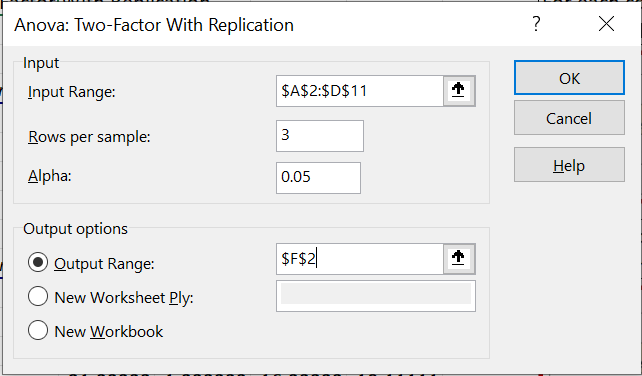 Anova: Two-Factor With Replication
?
Input
Input Range:
$A$2:$D$11
OK
Rows per sample:
3
Cancel
Alpha:
0.05
Help
Output options
Output Range:
$F$2
New Worksheet Ply:
New Workbook